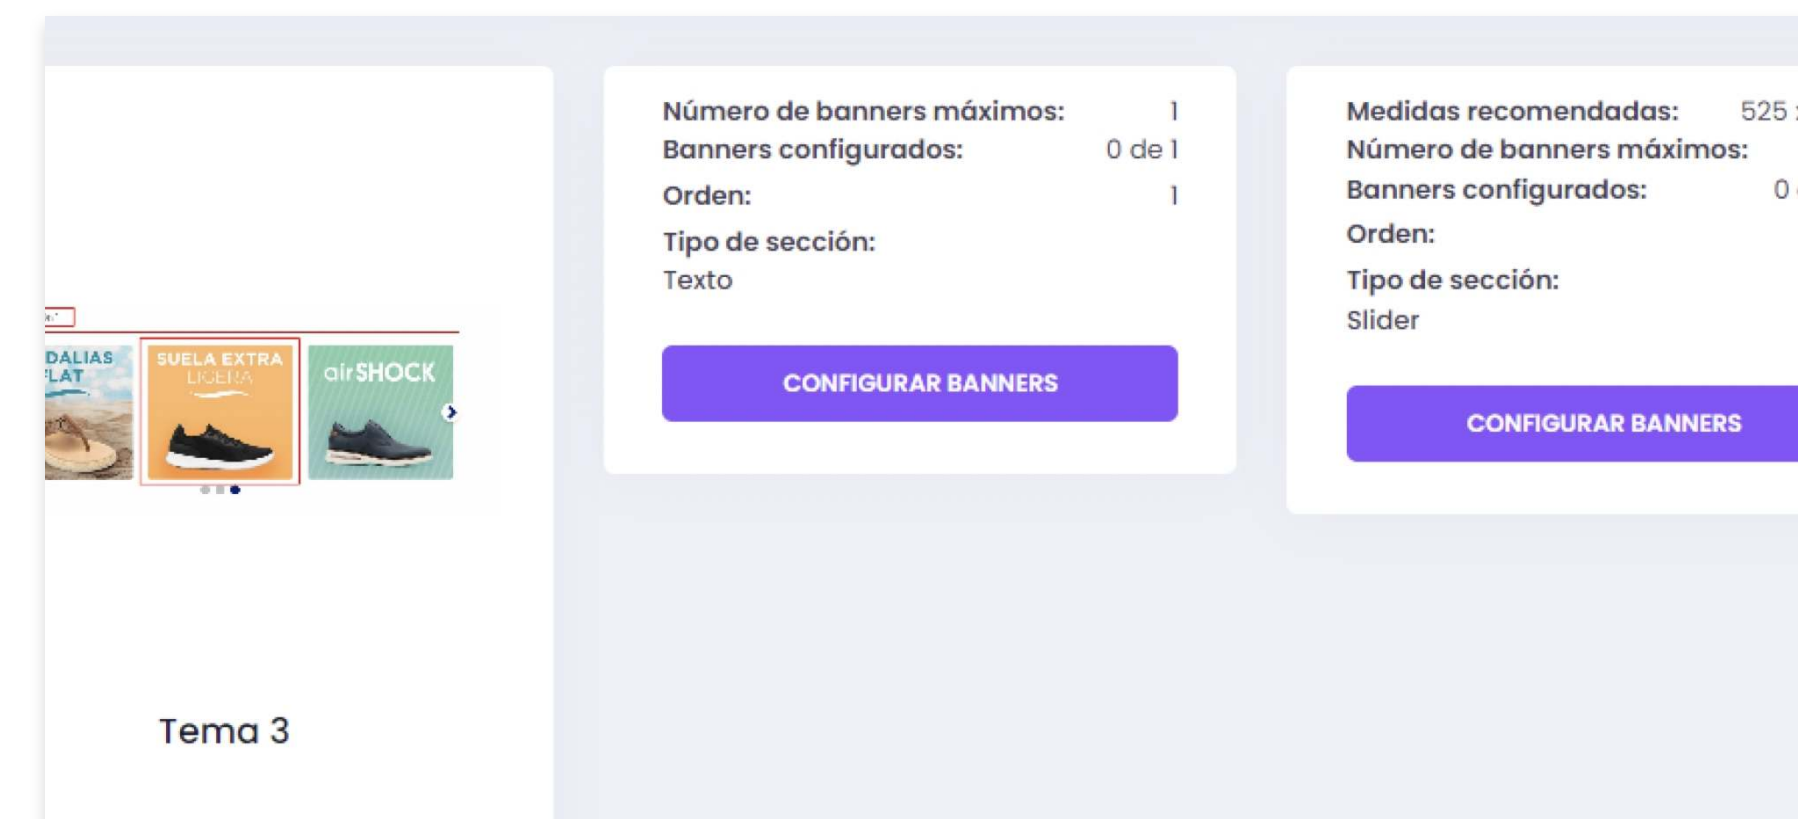 DALIAS
LAT
SUELA EXTRA
LIGERA
airSHOCK
Tema 3
Número de banners máximos: 1
Banners configurados: 0 de 1
Orden: 1
Tipo de sección:
Texto
CONFIGURAR BANNERS
Medidas recomendadas: 525
Número de banners máximos:
Banners configurados: 0
Orden:
Tipo de sección:
Slider
CONFIGURAR BANNERS